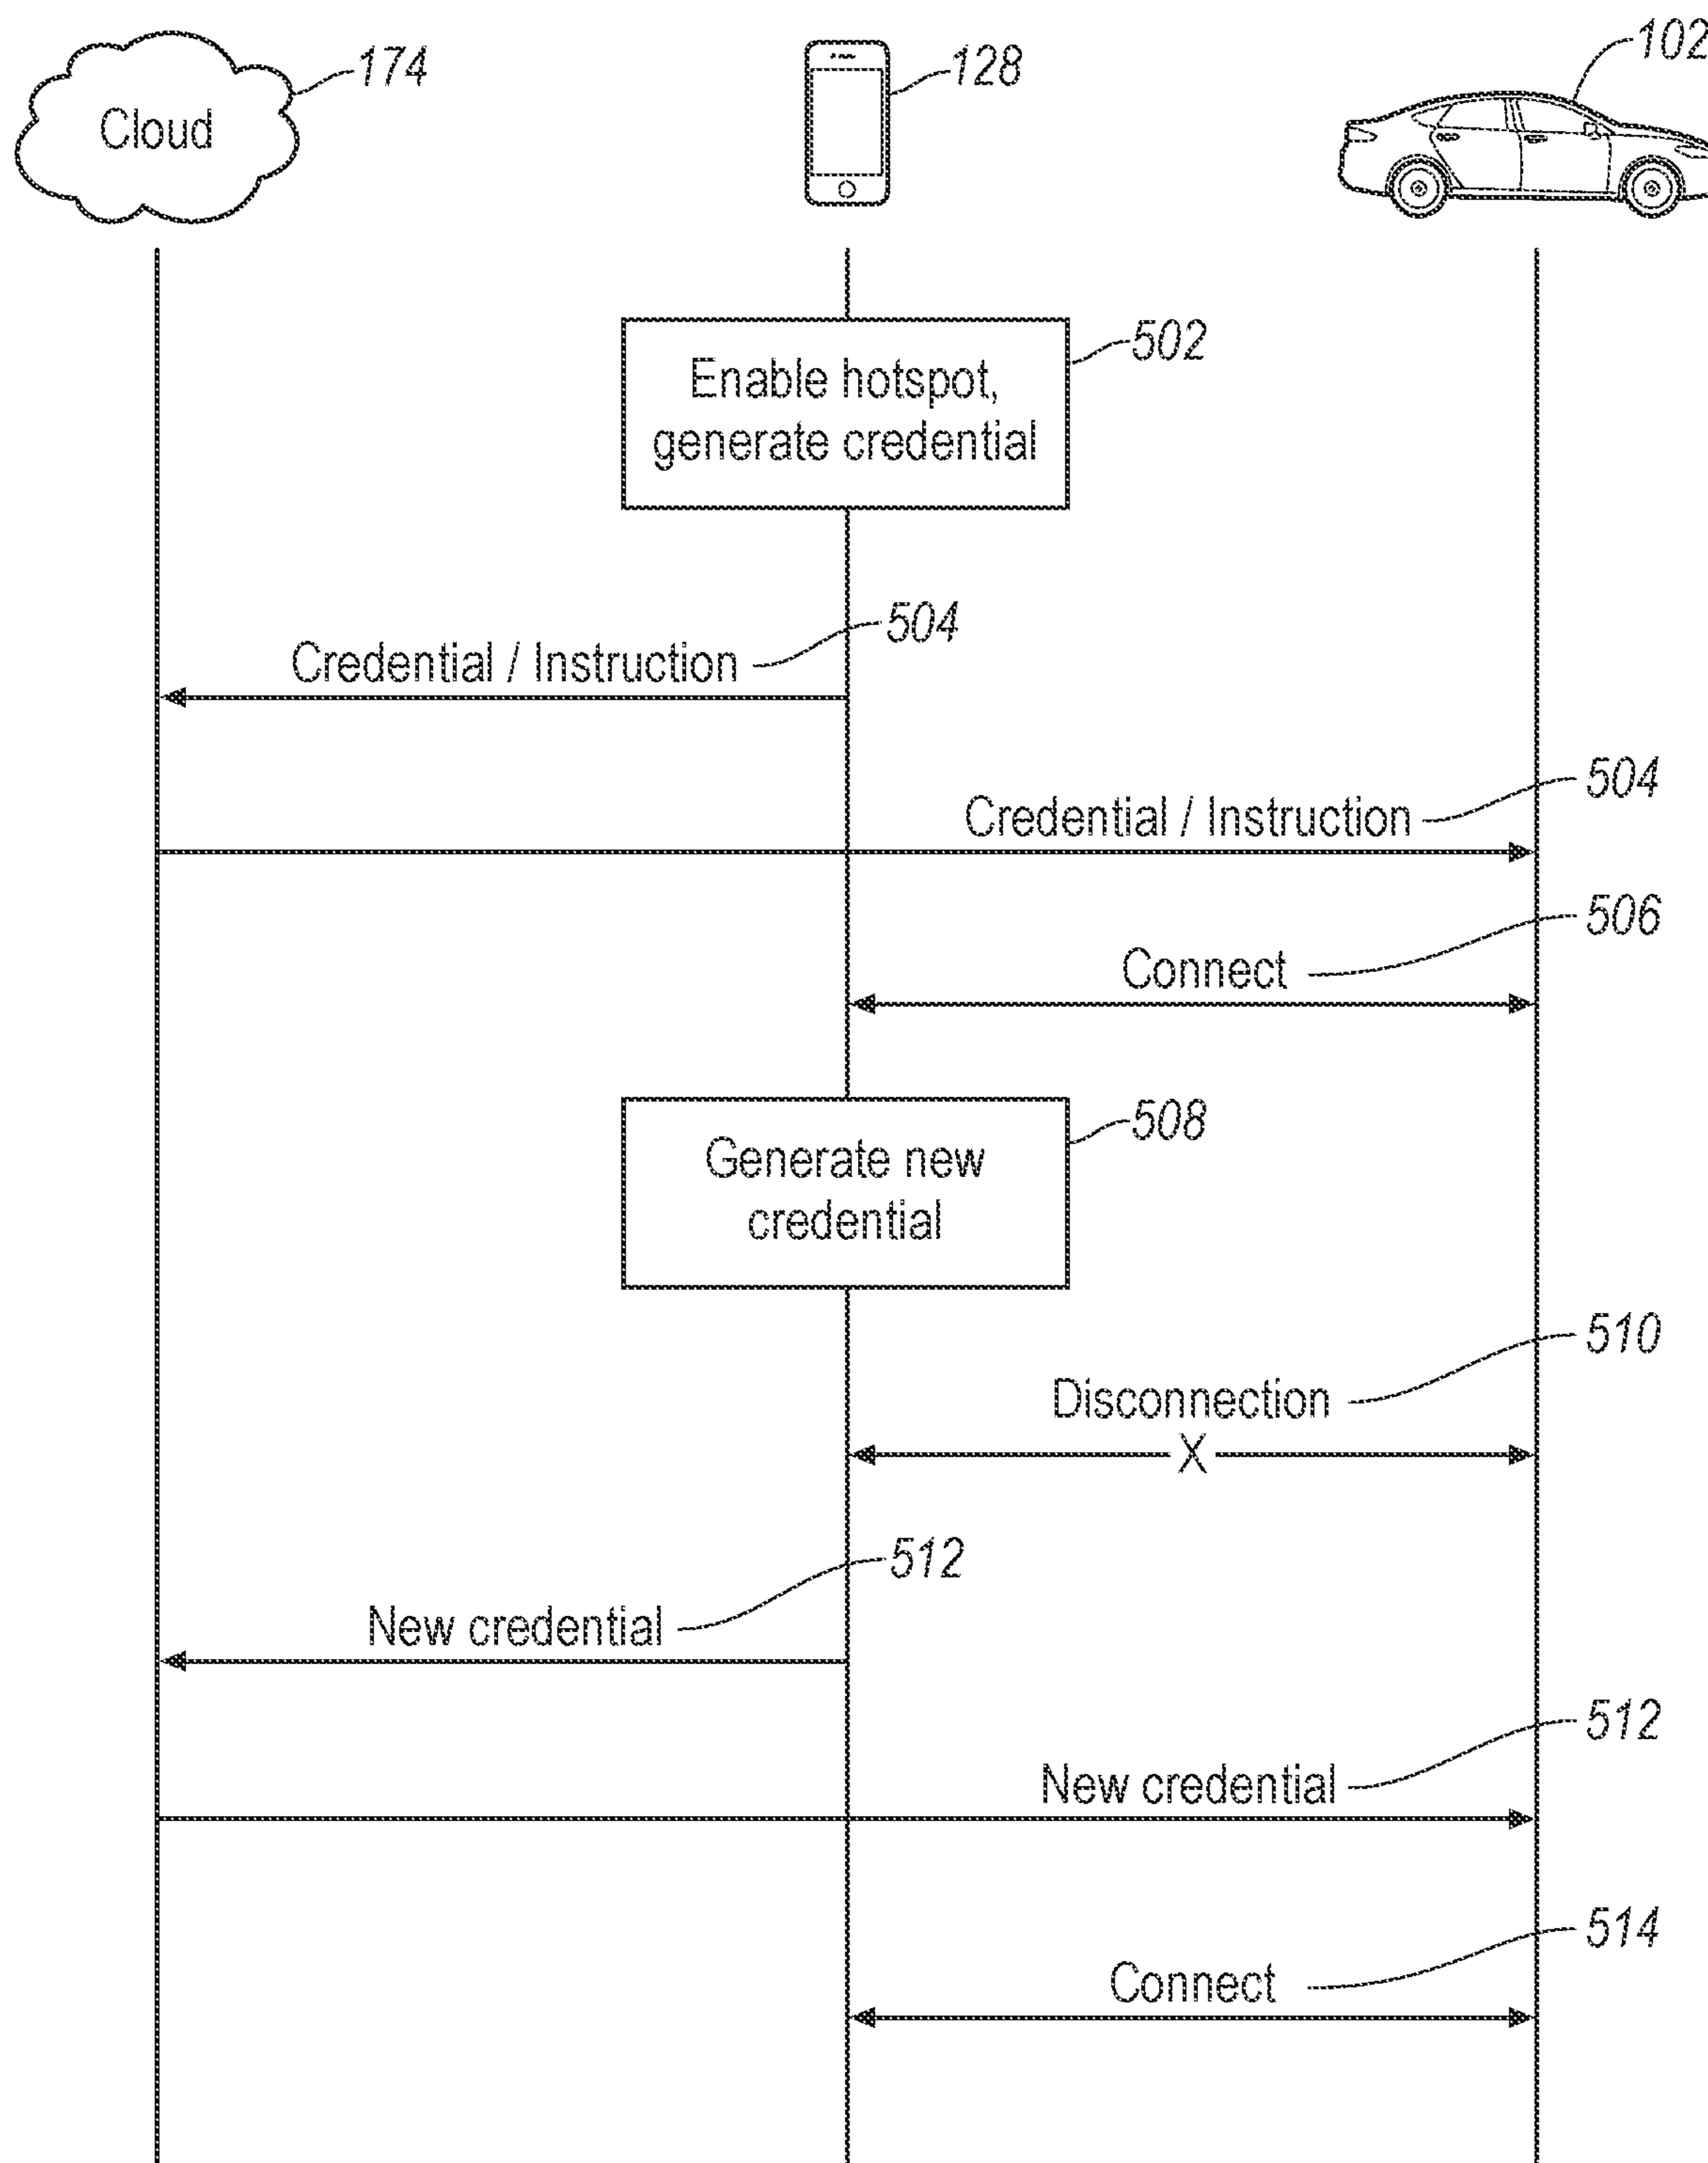 Cloud
174
128
102
502
Enable hotspot,
generate credential
504
Credential / Instruction
504
Credential / Instruction
506
Connect
508
Generate new
credential
510
Disconnection
X
512
New credential
512
New credential
514
Connect